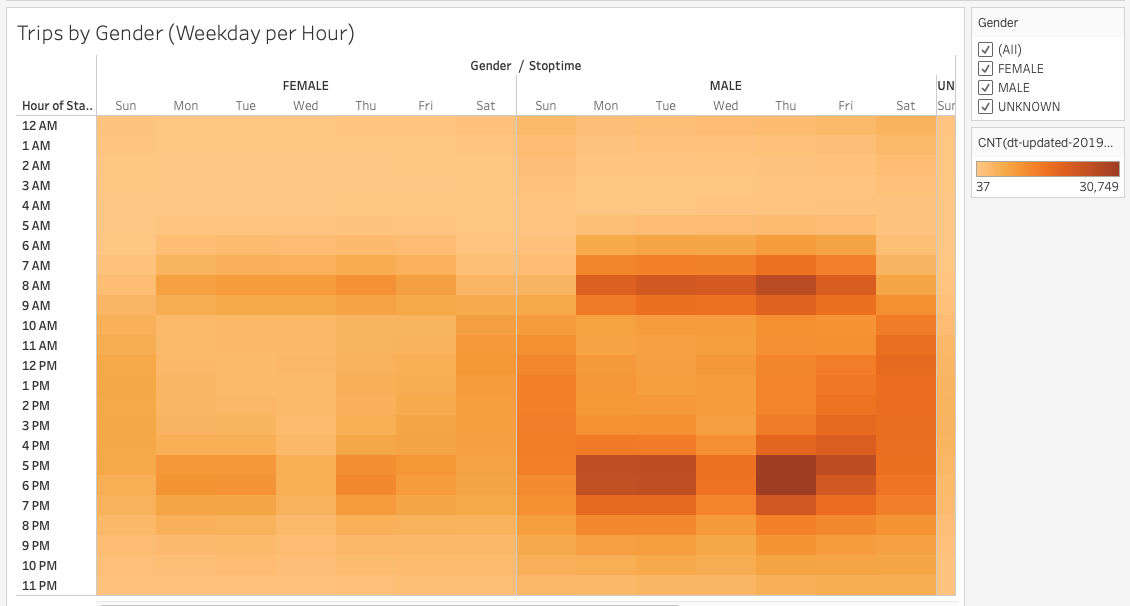 Trips by Gender (Weekday per Hour)
Gender / Stoptime
FEMALE MALE UN
Hour of Sta.. Sun Mon Tue Wed Thu Fri Sat Sun Mon Tue Wed Thu Fri Sat Sun
12 AM
1 AM
2 AM
3 AM
4 AM
5 AM
6 AM
7 AM
8 AM
9 AM
10 AM
11 AM
12 PM
1 PM
2 PM
3 PM
4 PM
5 PM
6 PM
7 PM
8 PM
9 PM
10 PM
11 PM
Gender
(All)
FEMALE
MALE
UNKNOWN
CNT(dt-updated-2019...
37 30,749